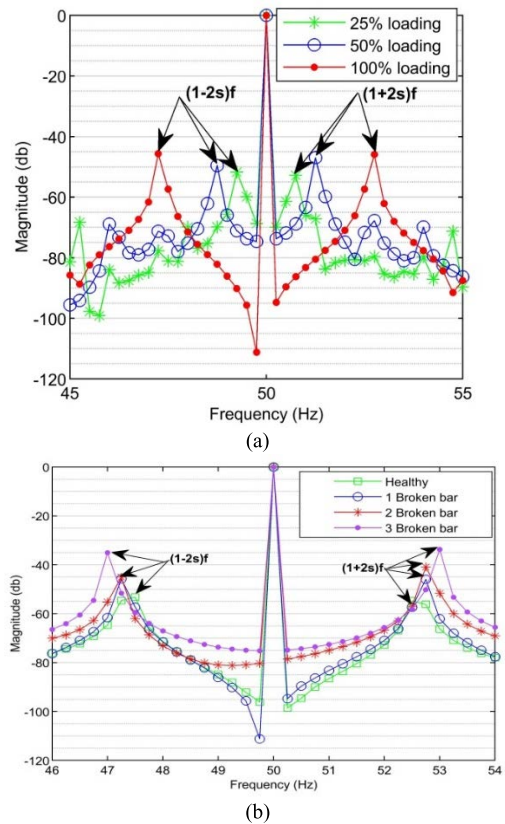 0
-20
-40
-60
-80
-100
-120
Magnitude (db)
25% loading
50% loading
100% loading
(1-2s)f
(1+2s)f
45
50
55
Frequency (Hz)
(a)
0
-20
-40
-60
-80
-100
-120
Magnitude (db)
Healthy
1 Broken bar
2 Broken bar
3 Broken bar
(1-2s)f
(1+2s)f
46
47
48
49
50
51
52
53
54
Frequency (Hz)
(b)